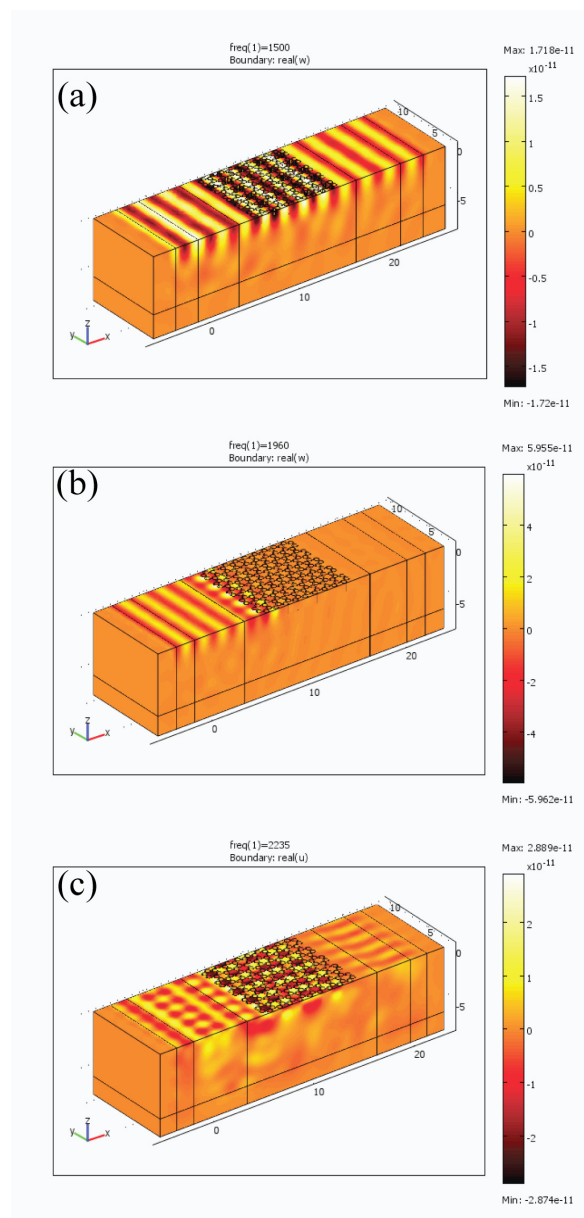 freq(1)=1500
Boundary: real(w)
Max: 1.718e-11
x10-11
(a)
10
5
0
-5
20
10
0
y z x
1.5
1
0.5
0
-0.5
-1
-1.5
Min: -1.72e-11
freq(1)=1960
Boundary: real(w)
Max: 5.955e-11
x10-11
(b)
10
5
0
-5
20
10
0
y z x
4
2
0
-2
-4
Min: -5.962e-11
freq(1)=2235
Boundary: real(u)
Max: 2.889e-11
x10-11
(c)
10
5
0
-5
20
10
0
y z x
2
1
0
-1
-2
Min: -2.874e-11